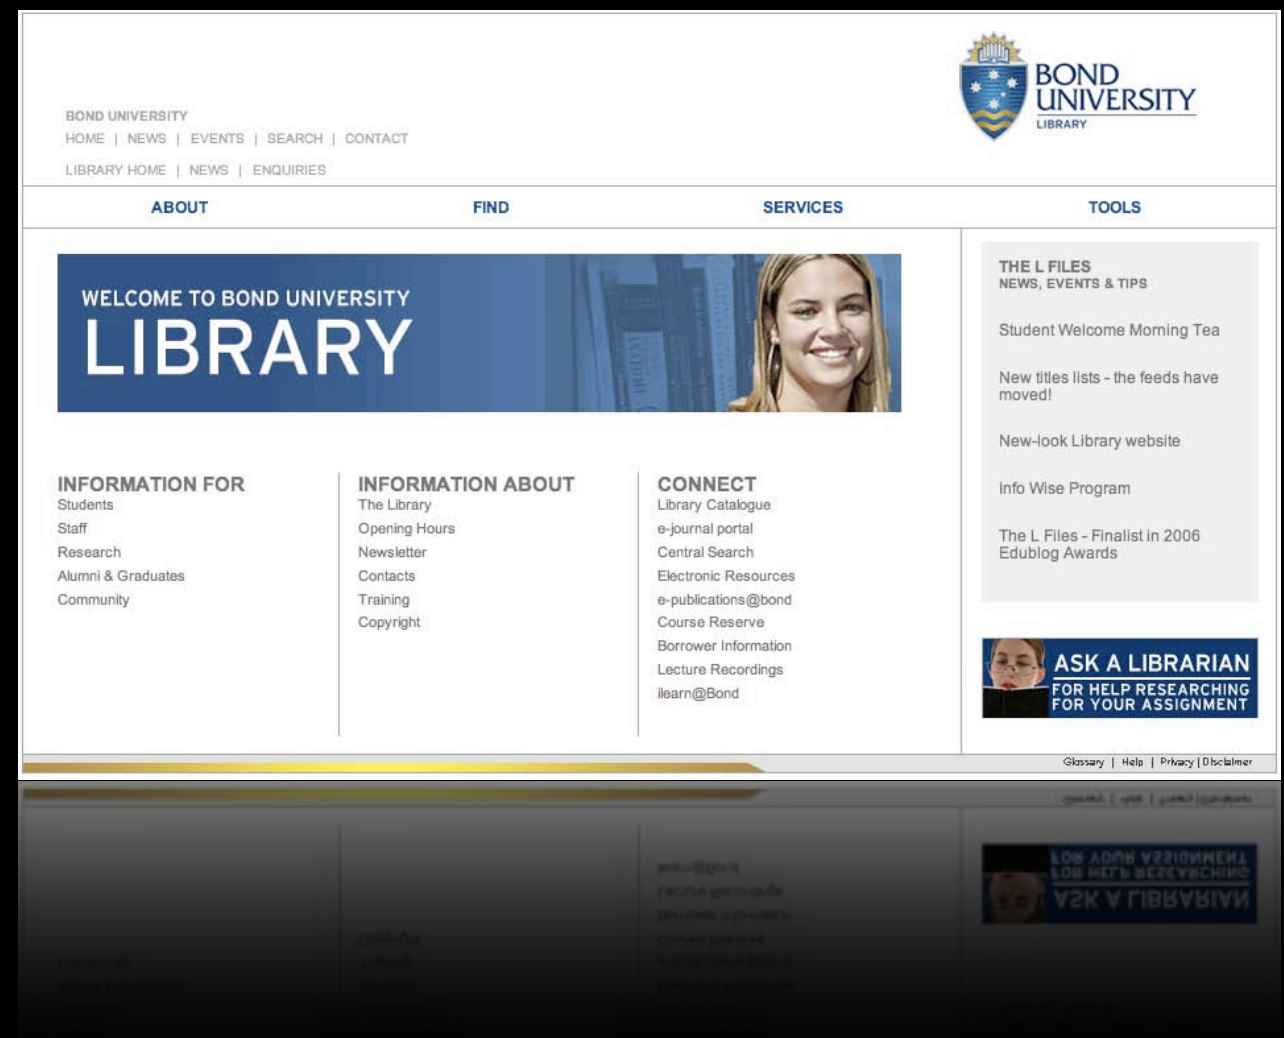 BOND UNIVERSITY
HOME | NEWS | EVENTS | SEARCH | CONTACT
LIBRARY HOME | NEWS | ENQUIRIES
BOND
UNIVERSITY
LIBRARY
ABOUT FIND SERVICES TOOLS
WELCOME TO BOND UNIVERSITY
LIBRARY
INFORMATION FOR
Students
Staff
Research
Alumni & Graduates
Community
INFORMATION ABOUT
The Library
Opening Hours
Newsletter
Contacts
Training
Copyright
CONNECT
Library Catalogue
e-journal portal
Central Search
Electronic Resources
e-publications@bond
Course Reserve
Borrower Information
Lecture Recordings
ilearn@Bond
THE L FILES
NEWS, EVENTS & TIPS
Student Welcome Morning Tea
New titles lists - the feeds have
moved!
New-look Library website
Info Wise Program
The L Files - Finalist in 2006
Edublog Awards
ASK A LIBRARIAN
FOR HELP RESEARCHING
FOR YOUR ASSIGNMENT
Glossary | Help | Privacy | Disclaimer